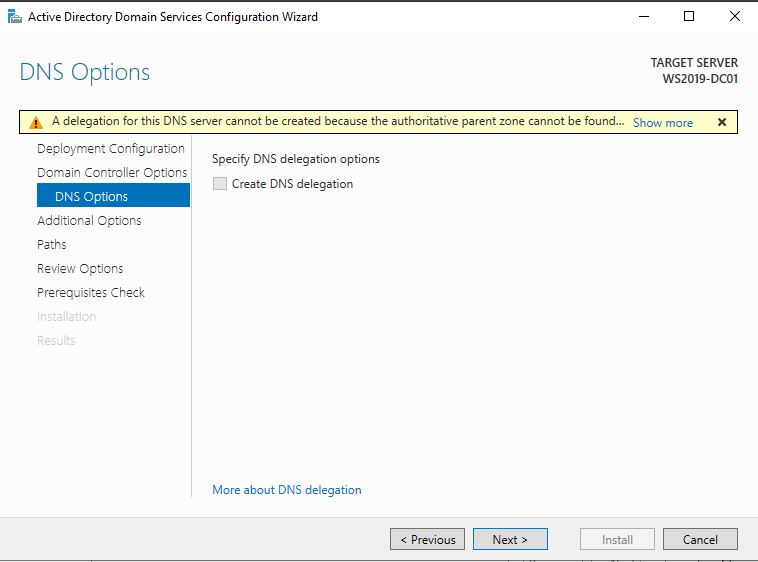 Active Directory Domain Services Configuration Wizard
DNS Options
TARGET SERVER
WS2019-DC01
A delegation for this DNS server cannot be created because the authoritative parent zone cannot be found... Show more
Deployment Configuration
Domain Controller Options
DNS Options
Additional Options
Paths
Review Options
Prerequisites Check
Installation
Results
Specify DNS delegation options
Create DNS delegation
More about DNS delegation
< Previous
Next >
Install
Cancel